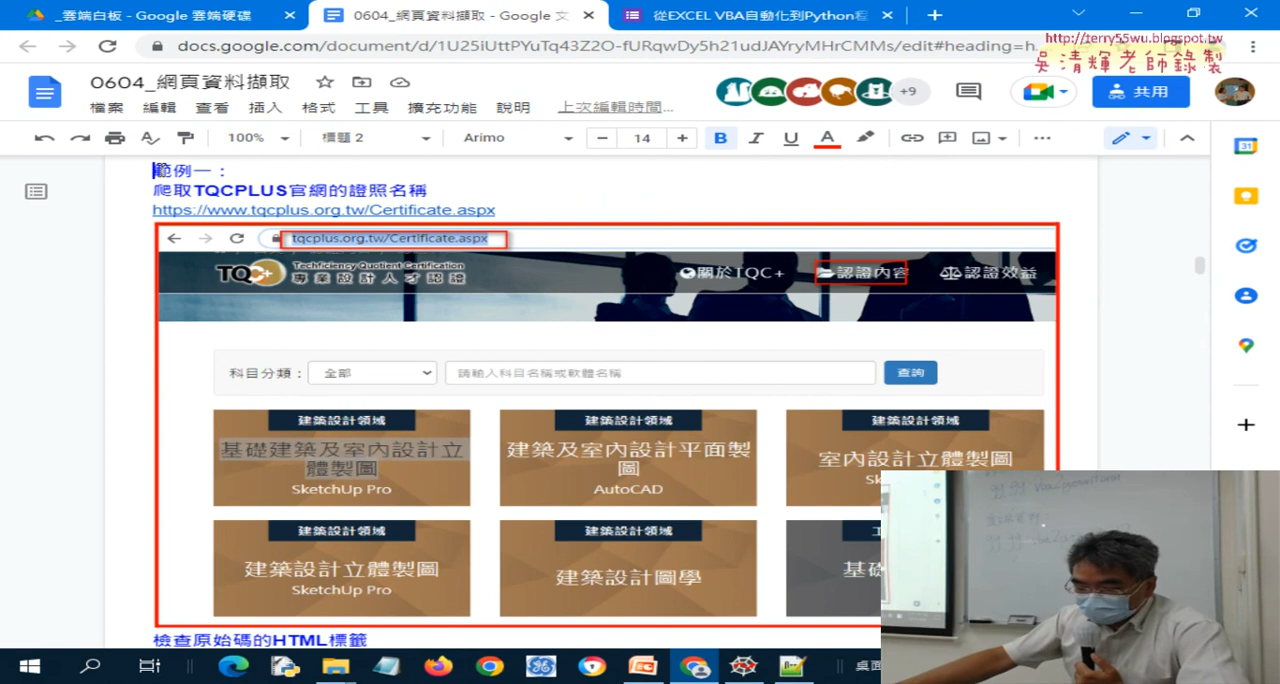 _雲端白板 - Google 雲端硬碟
0604_網頁資料擷取 - Google 文
從EXCEL VBA自動化到Python程
docs.google.com/document/d/1U25iUttPYuTq43Z2O-fURqwDy5h21udJAYryMHrCMMs/edit#heading=h.
http://terry55wu.blogspot.tw
吳清輝老師錄製
0604_網頁資料擷取
檔案 編輯 查看 插入 格式 工具 擴充功能 說明 上次編輯時間...
+9
共用
100% 標題 2 Arimo 14 B I U A
31
範例一：
爬取TQCPLUS官網的證照名稱
https://www.tqcplus.org.tw/Certificate.aspx
tqcplus.org.tw/Certificate.aspx
TQC+ Techficiency Quotient Certification
專業設計人才認證
關於TQC+ 認證內容 認證效益
科目分類： 全部 請輸入科目名稱或軟體名稱 查詢
建築設計領域
基礎建築及室內設計立
體製圖
SketchUp Pro
建築設計領域
建築及室內設計平面製
圖
AutoCAD
建築設計領域
室內設計立體製圖
建築設計領域
建築設計立體製圖
SketchUp Pro
建築設計領域
建築設計圖學
基礎
檢查原始碼的HTML標籤
桌面